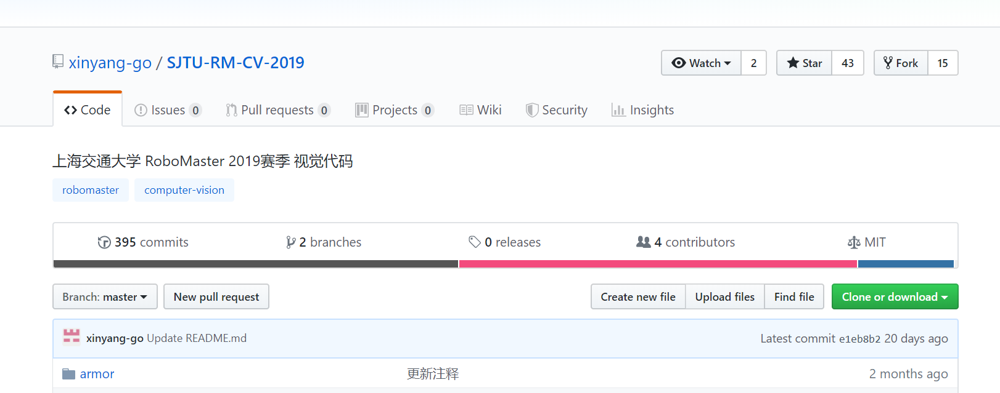 xinyang-go / SJTU-RM-CV-2019 Watch 2 Star 43 Fork 15
Code Issues 0 Pull requests 0 Projects 0 Wiki Security Insights
上海交通大学 RoboMaster 2019赛季 视觉代码
robomaster computer-vision
395 commits 2 branches 0 releases 4 contributors MIT
Branch: master New pull request Create new file Upload files Find file Clone or download
xinyang-go Update README.md Latest commit e1eb8b2 20 days ago
armor 更新注释 2 months ago